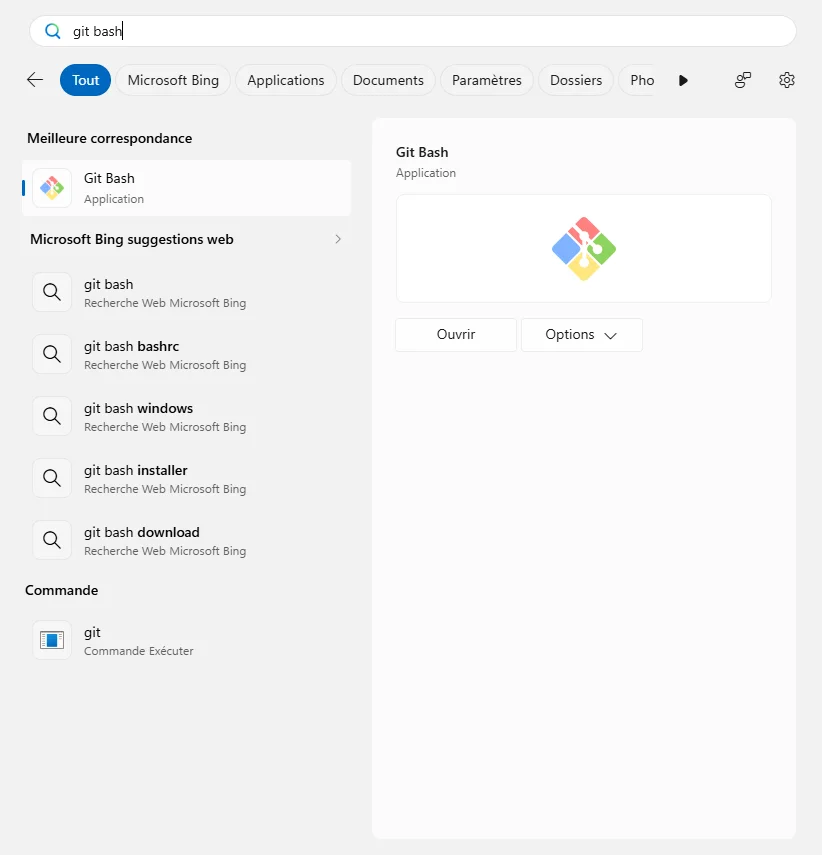 git bash
Tout
Microsoft Bing
Applications
Documents
Paramètres
Dossiers
Pho
Meilleure correspondance
Git Bash
Application
Microsoft Bing suggestions web
git bash
Recherche Web Microsoft Bing
git bash bashrc
Recherche Web Microsoft Bing
git bash windows
Recherche Web Microsoft Bing
git bash installer
Recherche Web Microsoft Bing
git bash download
Recherche Web Microsoft Bing
Commande
git
Commande Exécuter
Git Bash
Application
Ouvrir
Options